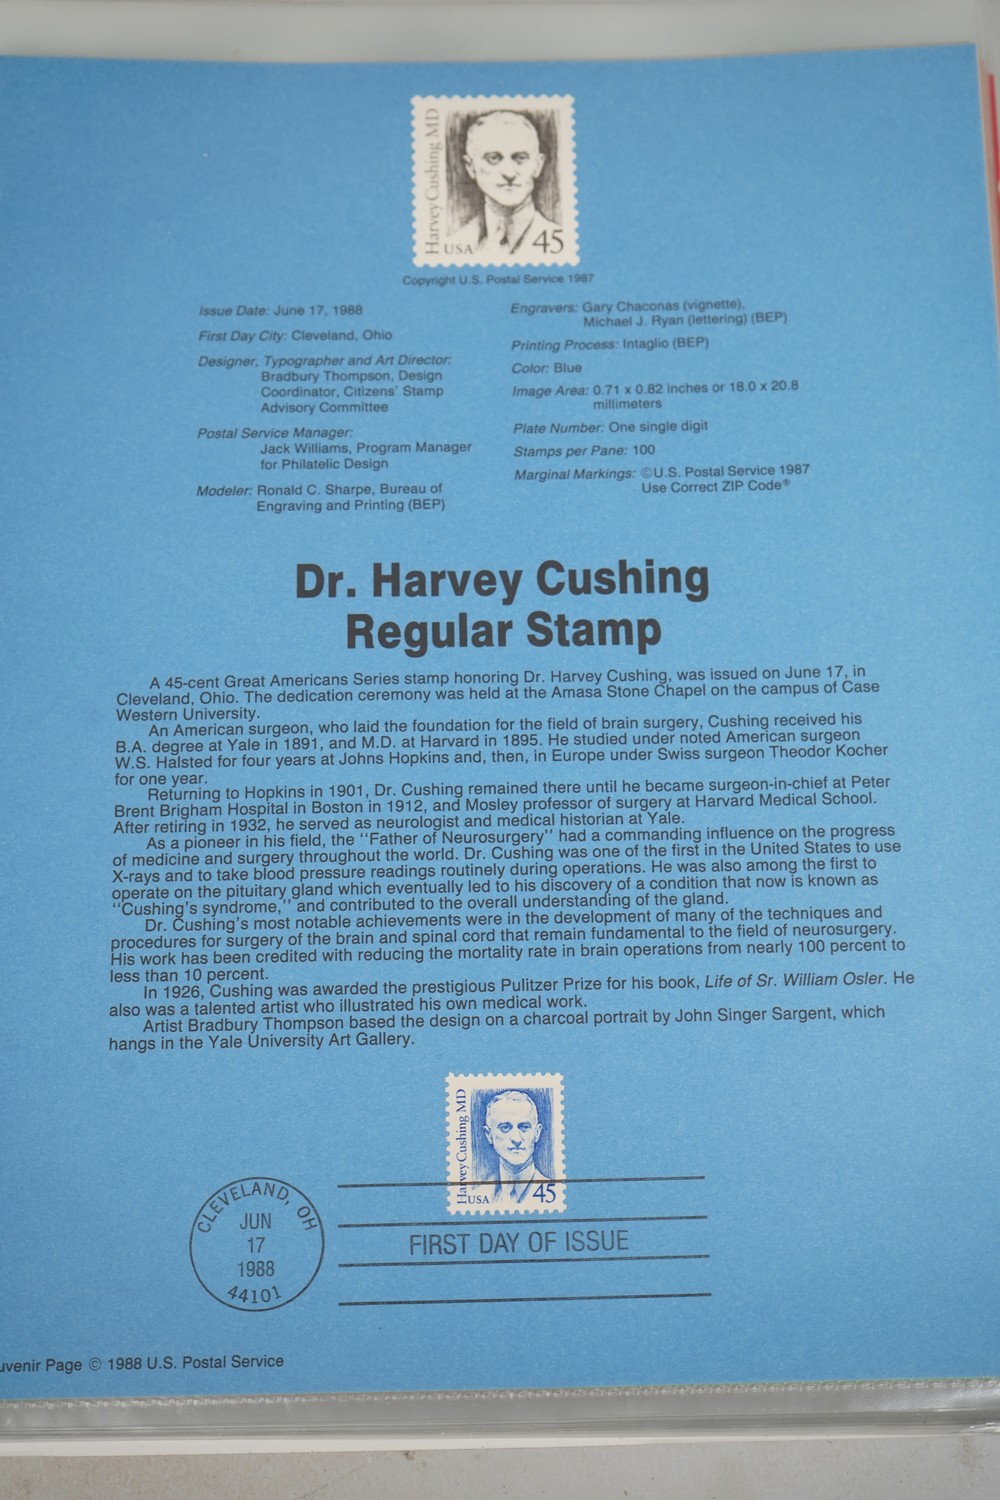 Harvey Cushing MD
USA 45
Copyright U.S. Postal Service 1987
Issue Date: June 17, 1988
First Day City: Cleveland, Ohio
Designer, Typographer and Art Director:
Bradbury Thompson, Design
Coordinator, Citizens' Stamp
Advisory Committee
Postal Service Manager:
Jack Williams, Program Manager
for Philatelic Design
Modeler: Ronald C. Sharpe, Bureau of
Engraving and Printing (BEP)
Engravers: Gary Chaconas (vignette),
Michael J. Ryan (lettering) (BEP)
Printing Process: Intaglio (BEP)
Color: Blue
Image Area: 0.71 x 0.82 inches or 18.0 x 20.8
millimeters
Plate Number: One single digit
Stamps per Pane: 100
Marginal Markings: ©U.S. Postal Service 1987
Use Correct ZIP Code®
Dr. Harvey Cushing
Regular Stamp
A 45-cent Great Americans Series stamp honoring Dr. Harvey Cushing, was issued on June 17, in
Cleveland, Ohio. The dedication ceremony was held at the Amasa Stone Chapel on the campus of Case
Western University.
An American surgeon, who laid the foundation for the field of brain surgery, Cushing received his
B.A. degree at Yale in 1891, and M.D. at Harvard in 1895. He studied under noted American surgeon
W.S. Halsted for four years at Johns Hopkins and, then, in Europe under Swiss surgeon Theodor Kocher
for one year.
Returning to Hopkins in 1901, Dr. Cushing remained there until he became surgeon-in-chief at Peter
Brent Brigham Hospital in Boston in 1912, and Mosley professor of surgery at Harvard Medical School.
After retiring in 1932, he served as neurologist and medical historian at Yale.
As a pioneer in his field, the "Father of Neurosurgery" had a commanding influence on the progress
of medicine and surgery throughout the world. Dr. Cushing was one of the first in the United States to use
X-rays and to take blood pressure readings routinely during operations. He was also among the first to
operate on the pituitary gland which eventually led to his discovery of a condition that now is known as
"Cushing's syndrome," and contributed to the overall understanding of the gland.
Dr. Cushing's most notable achievements were in the development of many of the techniques and
procedures for surgery of the brain and spinal cord that remain fundamental to the field of neurosurgery.
His work has been credited with reducing the mortality rate in brain operations from nearly 100 percent to
less than 10 percent.
In 1926, Cushing was awarded the prestigious Pulitzer Prize for his book, Life of Sr. William Osler. He
also was a talented artist who illustrated his own medical work.
Artist Bradbury Thompson based the design on a charcoal portrait by John Singer Sargent, which
hangs in the Yale University Art Gallery.
Harvey Cushing MD
USA 45
CLEVELAND, OH
JUN
17
1988
44101
FIRST DAY OF ISSUE
uvenir Page © 1988 U.S. Postal Service